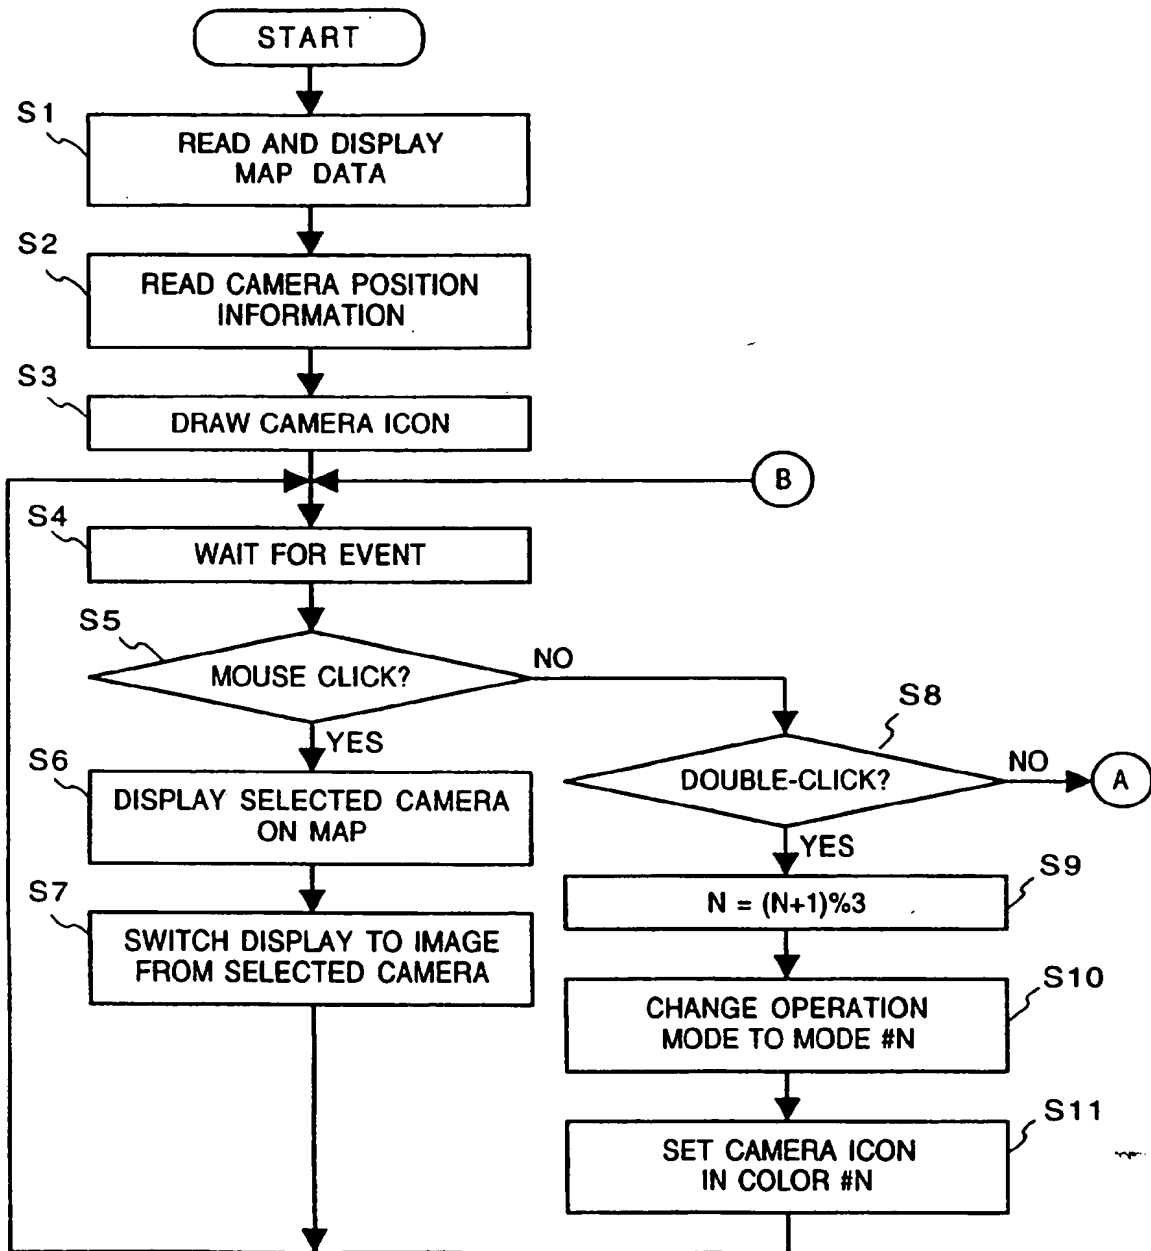 START
S1
READ AND DISPLAY
MAP DATA
S2
READ CAMERA POSITION
INFORMATION
S3
DRAW CAMERA ICON
B
S4
WAIT FOR EVENT
S5
MOUSE CLICK?
NO
YES
S6
DISPLAY SELECTED CAMERA
ON MAP
S7
SWITCH DISPLAY TO IMAGE
FROM SELECTED CAMERA
S8
DOUBLE-CLICK?
NO
A
YES
S9
N = (N+1)%3
S10
CHANGE OPERATION
MODE TO MODE #N
S11
SET CAMERA ICON
IN COLOR #N